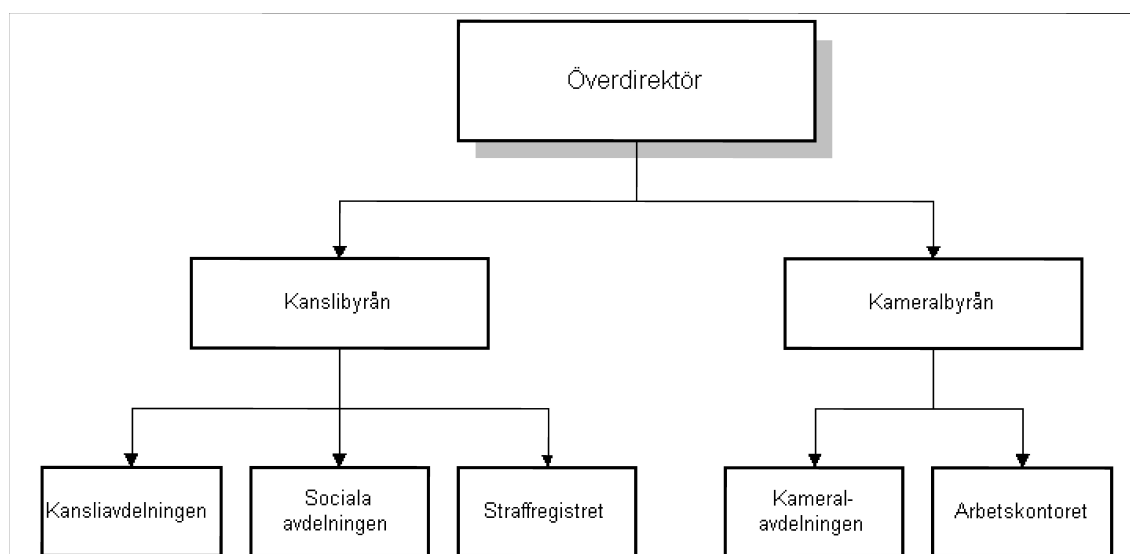 Överdirektör
Kanslibyrån
Kameralbyrån
Kansliavdelningen
Sociala
avdelningen
Straffregistret
Kameral-
avdelningen
Arbetskontoret